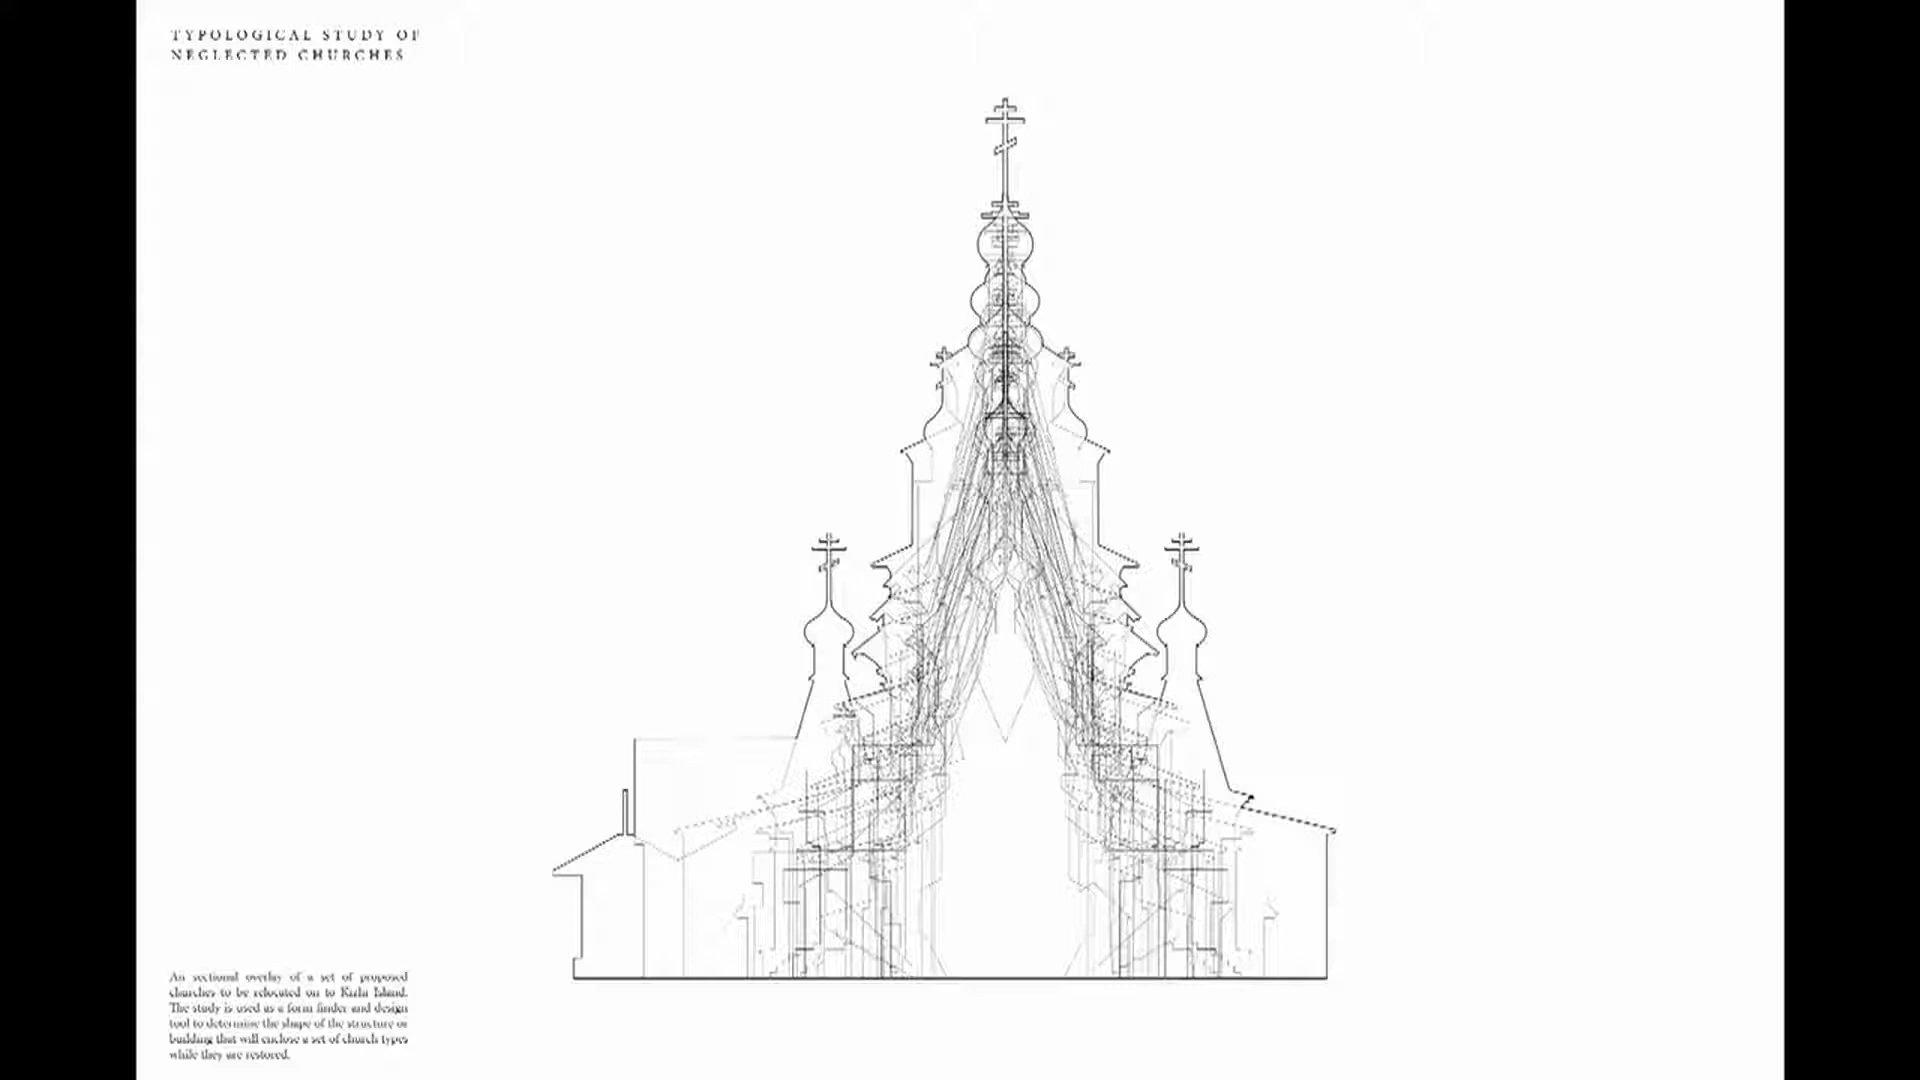 TYPOLOGICAL STUDY OF
NEGLECTED CHURCHES
An sectional overlay of a set of proposed
churches to be relocated on to Kizhi Island.
The study is used as a form finder and design
tool to determine the shape of the structure or
building that will enclose a set of church types
while they are restored.